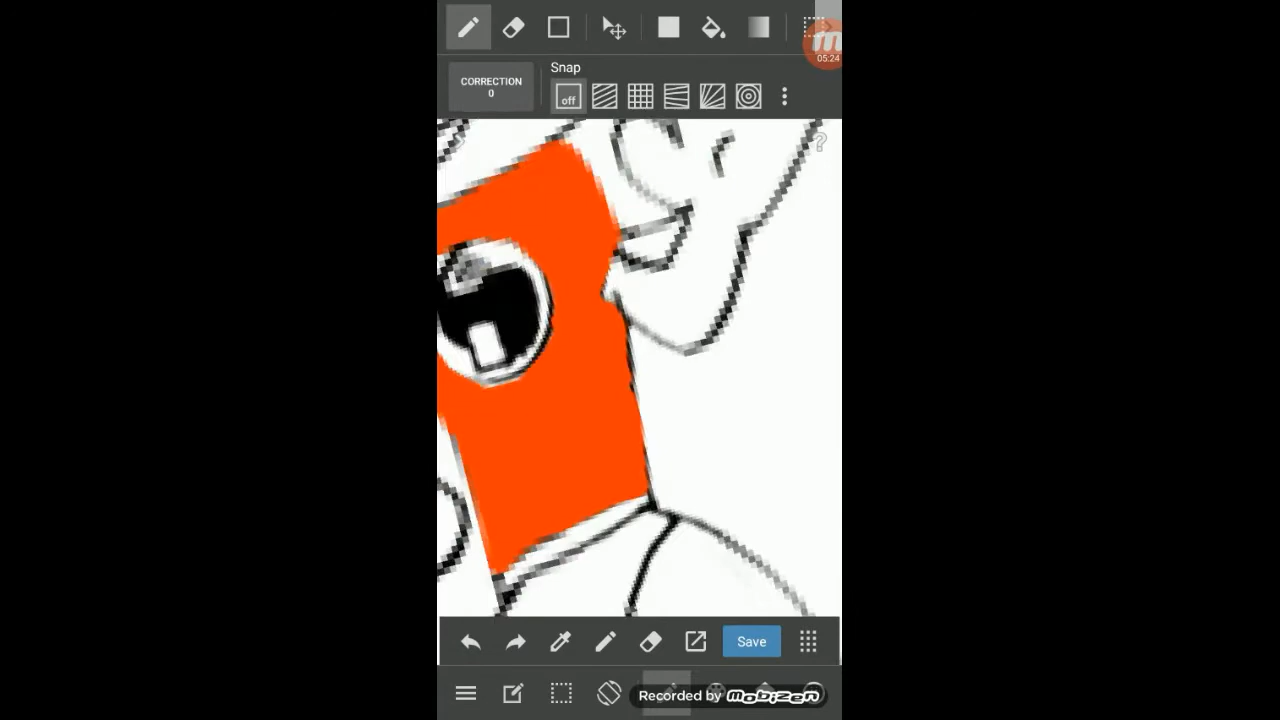 05:24
Snap
CORRECTION
0
off
?
Save
Recorded by Mobizen